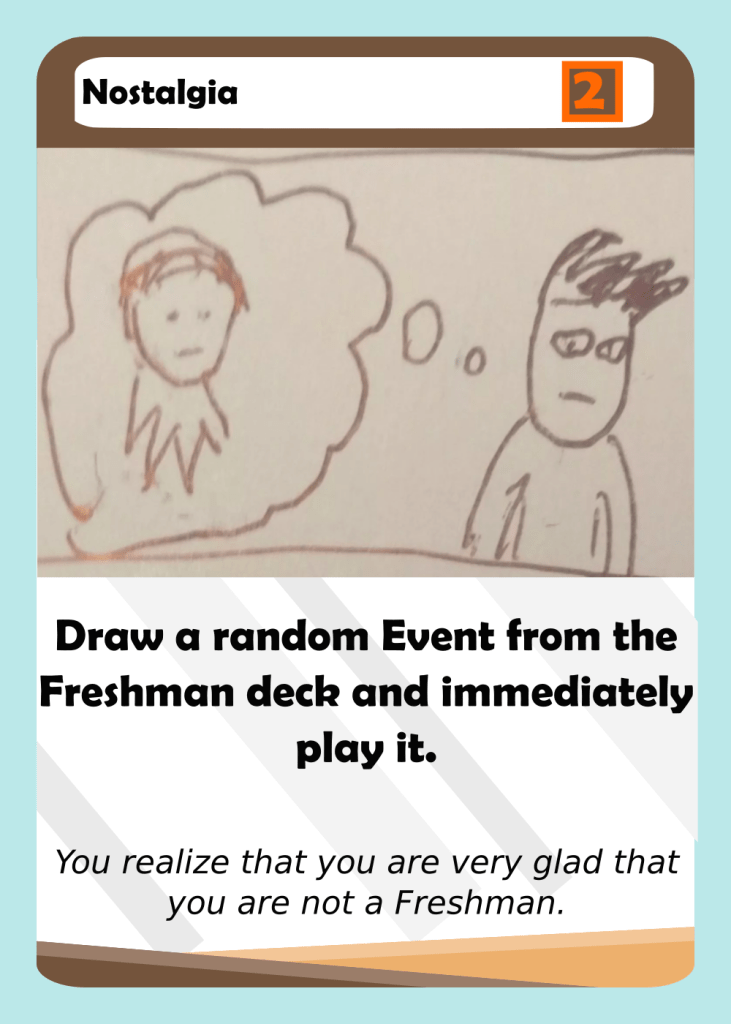 Nostalgia
2
Draw a random Event from the
Freshman deck and immediately
play it.
You realize that you are very glad that
you are not a Freshman.